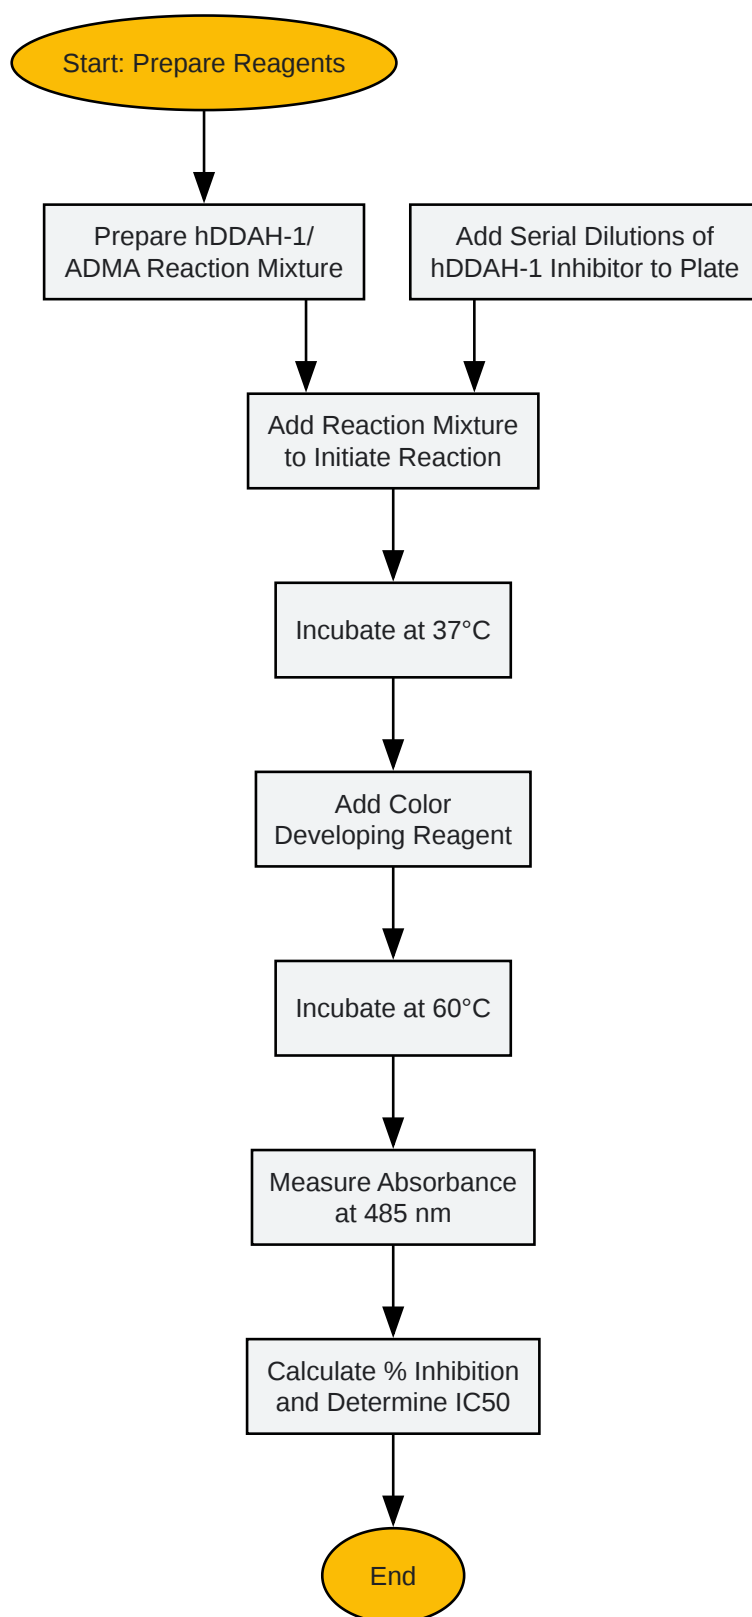 Start: Prepare Reagents
Prepare hDDAH-1/
ADMA Reaction Mixture
Add Serial Dilutions of
hDDAH-1 Inhibitor to Plate
Add Reaction Mixture
to Initiate Reaction
Incubate at 37°C
Add Color
Developing Reagent
Incubate at 60°C
Measure Absorbance
at 485 nm
Calculate % Inhibition
and Determine IC50
End